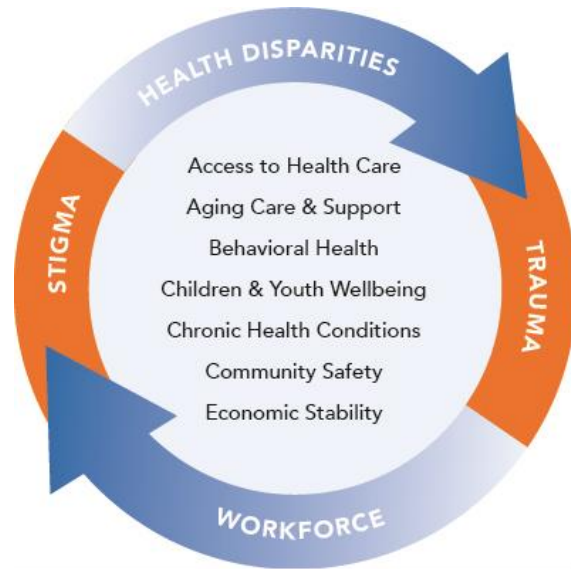 HEALTH DISPARITIES
STIGMA
Access to Health Care
Aging Care & Support
Behavioral Health
Children & Youth Wellbeing
Chronic Health Conditions
Community Safety
Economic Stability
TRAUMA
WORKFORCE